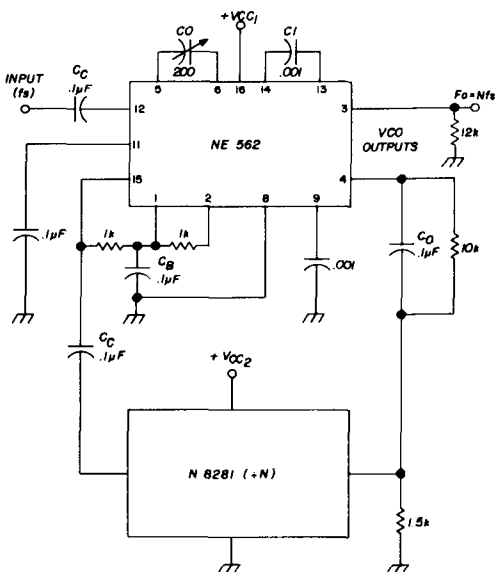 +VCC1
CO
200
C1
.001
5
6
16
14
13
INPUT
(fs)
CC
.1µF
12
NE 562
3
Fo=Nfs
12k
VCO
OUTPUTS
11
15
4
1
2
8
9
.1µF
1k
1k
CB
.1µF
.001
CD
.1µF
10k
CC
.1µF
+ VCC2
N 8281 (÷N)
1.5k